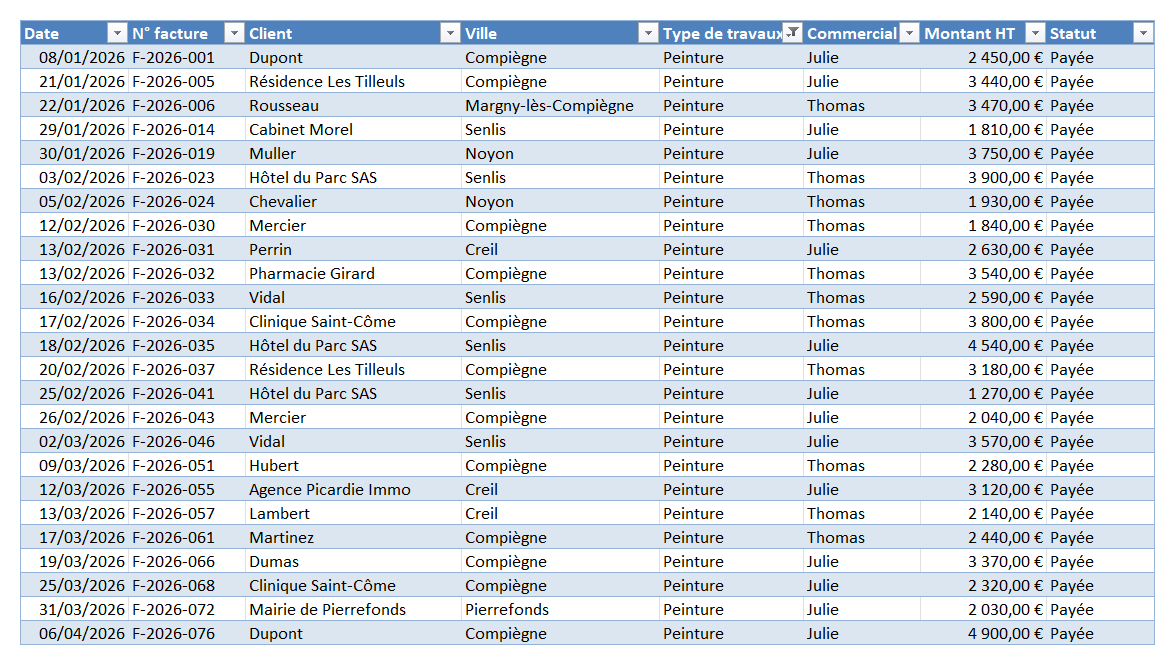 Date N° facture Client Ville Type de travaux Commercial Montant HT Statut
08/01/2026 F-2026-001 Dupont Compiègne Peinture Julie 2 450,00 € Payée
21/01/2026 F-2026-005 Résidence Les Tilleuls Compiègne Peinture Julie 3 440,00 € Payée
22/01/2026 F-2026-006 Rousseau Margny-lès-Compiègne Peinture Thomas 3 470,00 € Payée
29/01/2026 F-2026-014 Cabinet Morel Senlis Peinture Julie 1 810,00 € Payée
30/01/2026 F-2026-019 Muller Noyon Peinture Julie 3 750,00 € Payée
03/02/2026 F-2026-023 Hôtel du Parc SAS Senlis Peinture Thomas 3 900,00 € Payée
05/02/2026 F-2026-024 Chevalier Noyon Peinture Thomas 1 930,00 € Payée
12/02/2026 F-2026-030 Mercier Compiègne Peinture Thomas 1 840,00 € Payée
13/02/2026 F-2026-031 Perrin Creil Peinture Julie 2 630,00 € Payée
13/02/2026 F-2026-032 Pharmacie Girard Compiègne Peinture Thomas 3 540,00 € Payée
16/02/2026 F-2026-033 Vidal Senlis Peinture Thomas 2 590,00 € Payée
17/02/2026 F-2026-034 Clinique Saint-Côme Compiègne Peinture Thomas 3 800,00 € Payée
18/02/2026 F-2026-035 Hôtel du Parc SAS Senlis Peinture Julie 4 540,00 € Payée
20/02/2026 F-2026-037 Résidence Les Tilleuls Compiègne Peinture Thomas 3 180,00 € Payée
25/02/2026 F-2026-041 Hôtel du Parc SAS Senlis Peinture Julie 1 270,00 € Payée
26/02/2026 F-2026-043 Mercier Compiègne Peinture Julie 2 040,00 € Payée
02/03/2026 F-2026-046 Vidal Senlis Peinture Julie 3 570,00 € Payée
09/03/2026 F-2026-051 Hubert Compiègne Peinture Thomas 2 280,00 € Payée
12/03/2026 F-2026-055 Agence Picardie Immo Creil Peinture Julie 3 120,00 € Payée
13/03/2026 F-2026-057 Lambert Creil Peinture Thomas 2 140,00 € Payée
17/03/2026 F-2026-061 Martinez Compiègne Peinture Thomas 2 440,00 € Payée
19/03/2026 F-2026-066 Dumas Compiègne Peinture Julie 3 370,00 € Payée
25/03/2026 F-2026-068 Clinique Saint-Côme Compiègne Peinture Julie 2 320,00 € Payée
31/03/2026 F-2026-072 Mairie de Pierrefonds Pierrefonds Peinture Julie 2 030,00 € Payée
06/04/2026 F-2026-076 Dupont Compiègne Peinture Julie 4 900,00 € Payée